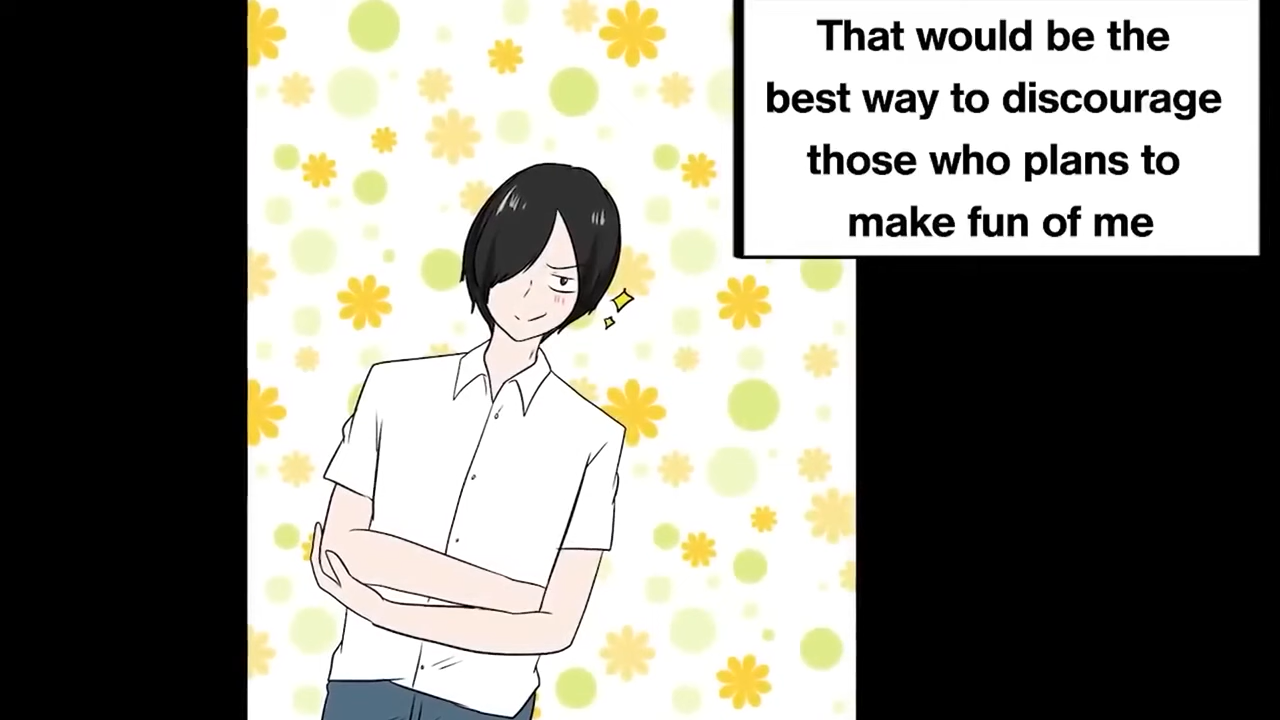 That would be the
best way to discourage
those who plans to
make fun of me